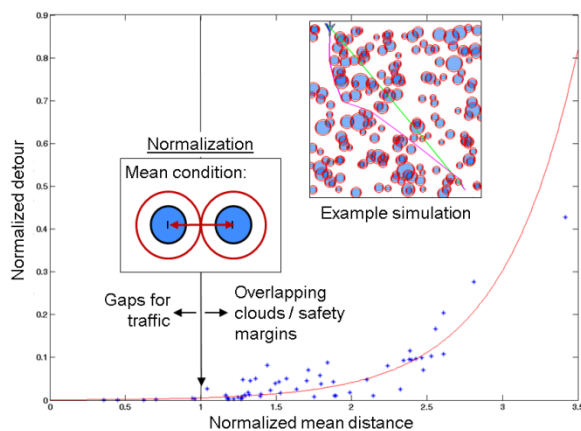 0.9
0.8
0.7
0.6
0.5
0.4
0.3
0.2
0.1
0
Normalized detour
Normalization
Mean condition:
Example simulation
Gaps for
traffic
Overlapping
clouds / safety
margins
0
0.5
1
1.5
2
2.5
3
3.5
Normalized mean distance